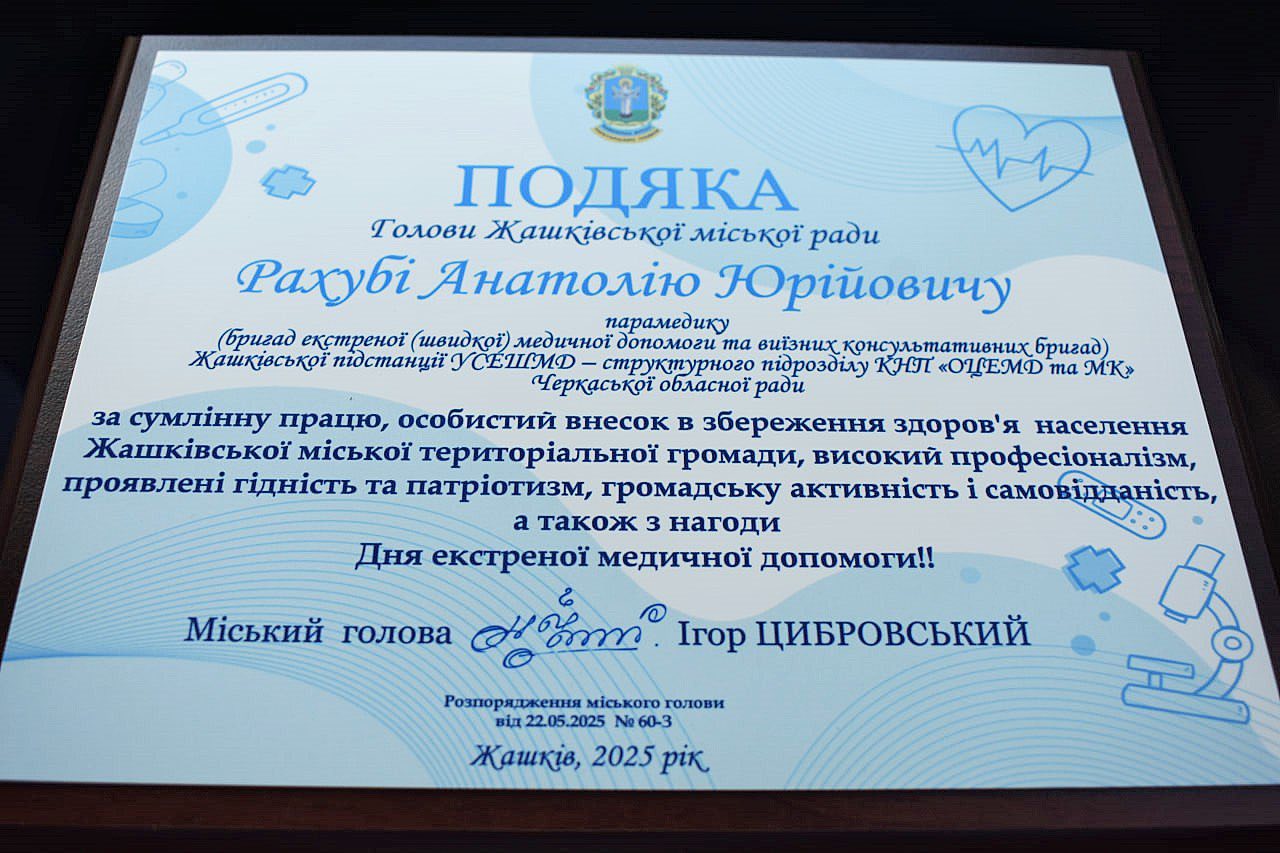 ПОДЯКА
Голови Жашківської міської ради
Рахубі Анатолію Юрійовичу
парамедику
(бригад екстреної (швидкої) медичної допомоги та виїзних консультативних бригад)
Жашківської підстанції УСЕШМД – структурного підрозділу КНП «ОЦЕМД та МК»
Черкаської обласної ради
за сумлінну працю, особистий внесок в збереження здоров'я населення
Жашківської міської територіальної громади, високий професіоналізм,
проявлені гідність та патріотизм, громадську активність і самовідданість,
а також з нагоди
Дня екстреної медичної допомоги!!
Міський голова Ігор ЦИБРОВСЬКИЙ
Розпорядження міського голови
від 22.05.2025 № 60-З
Жашків, 2025 рік